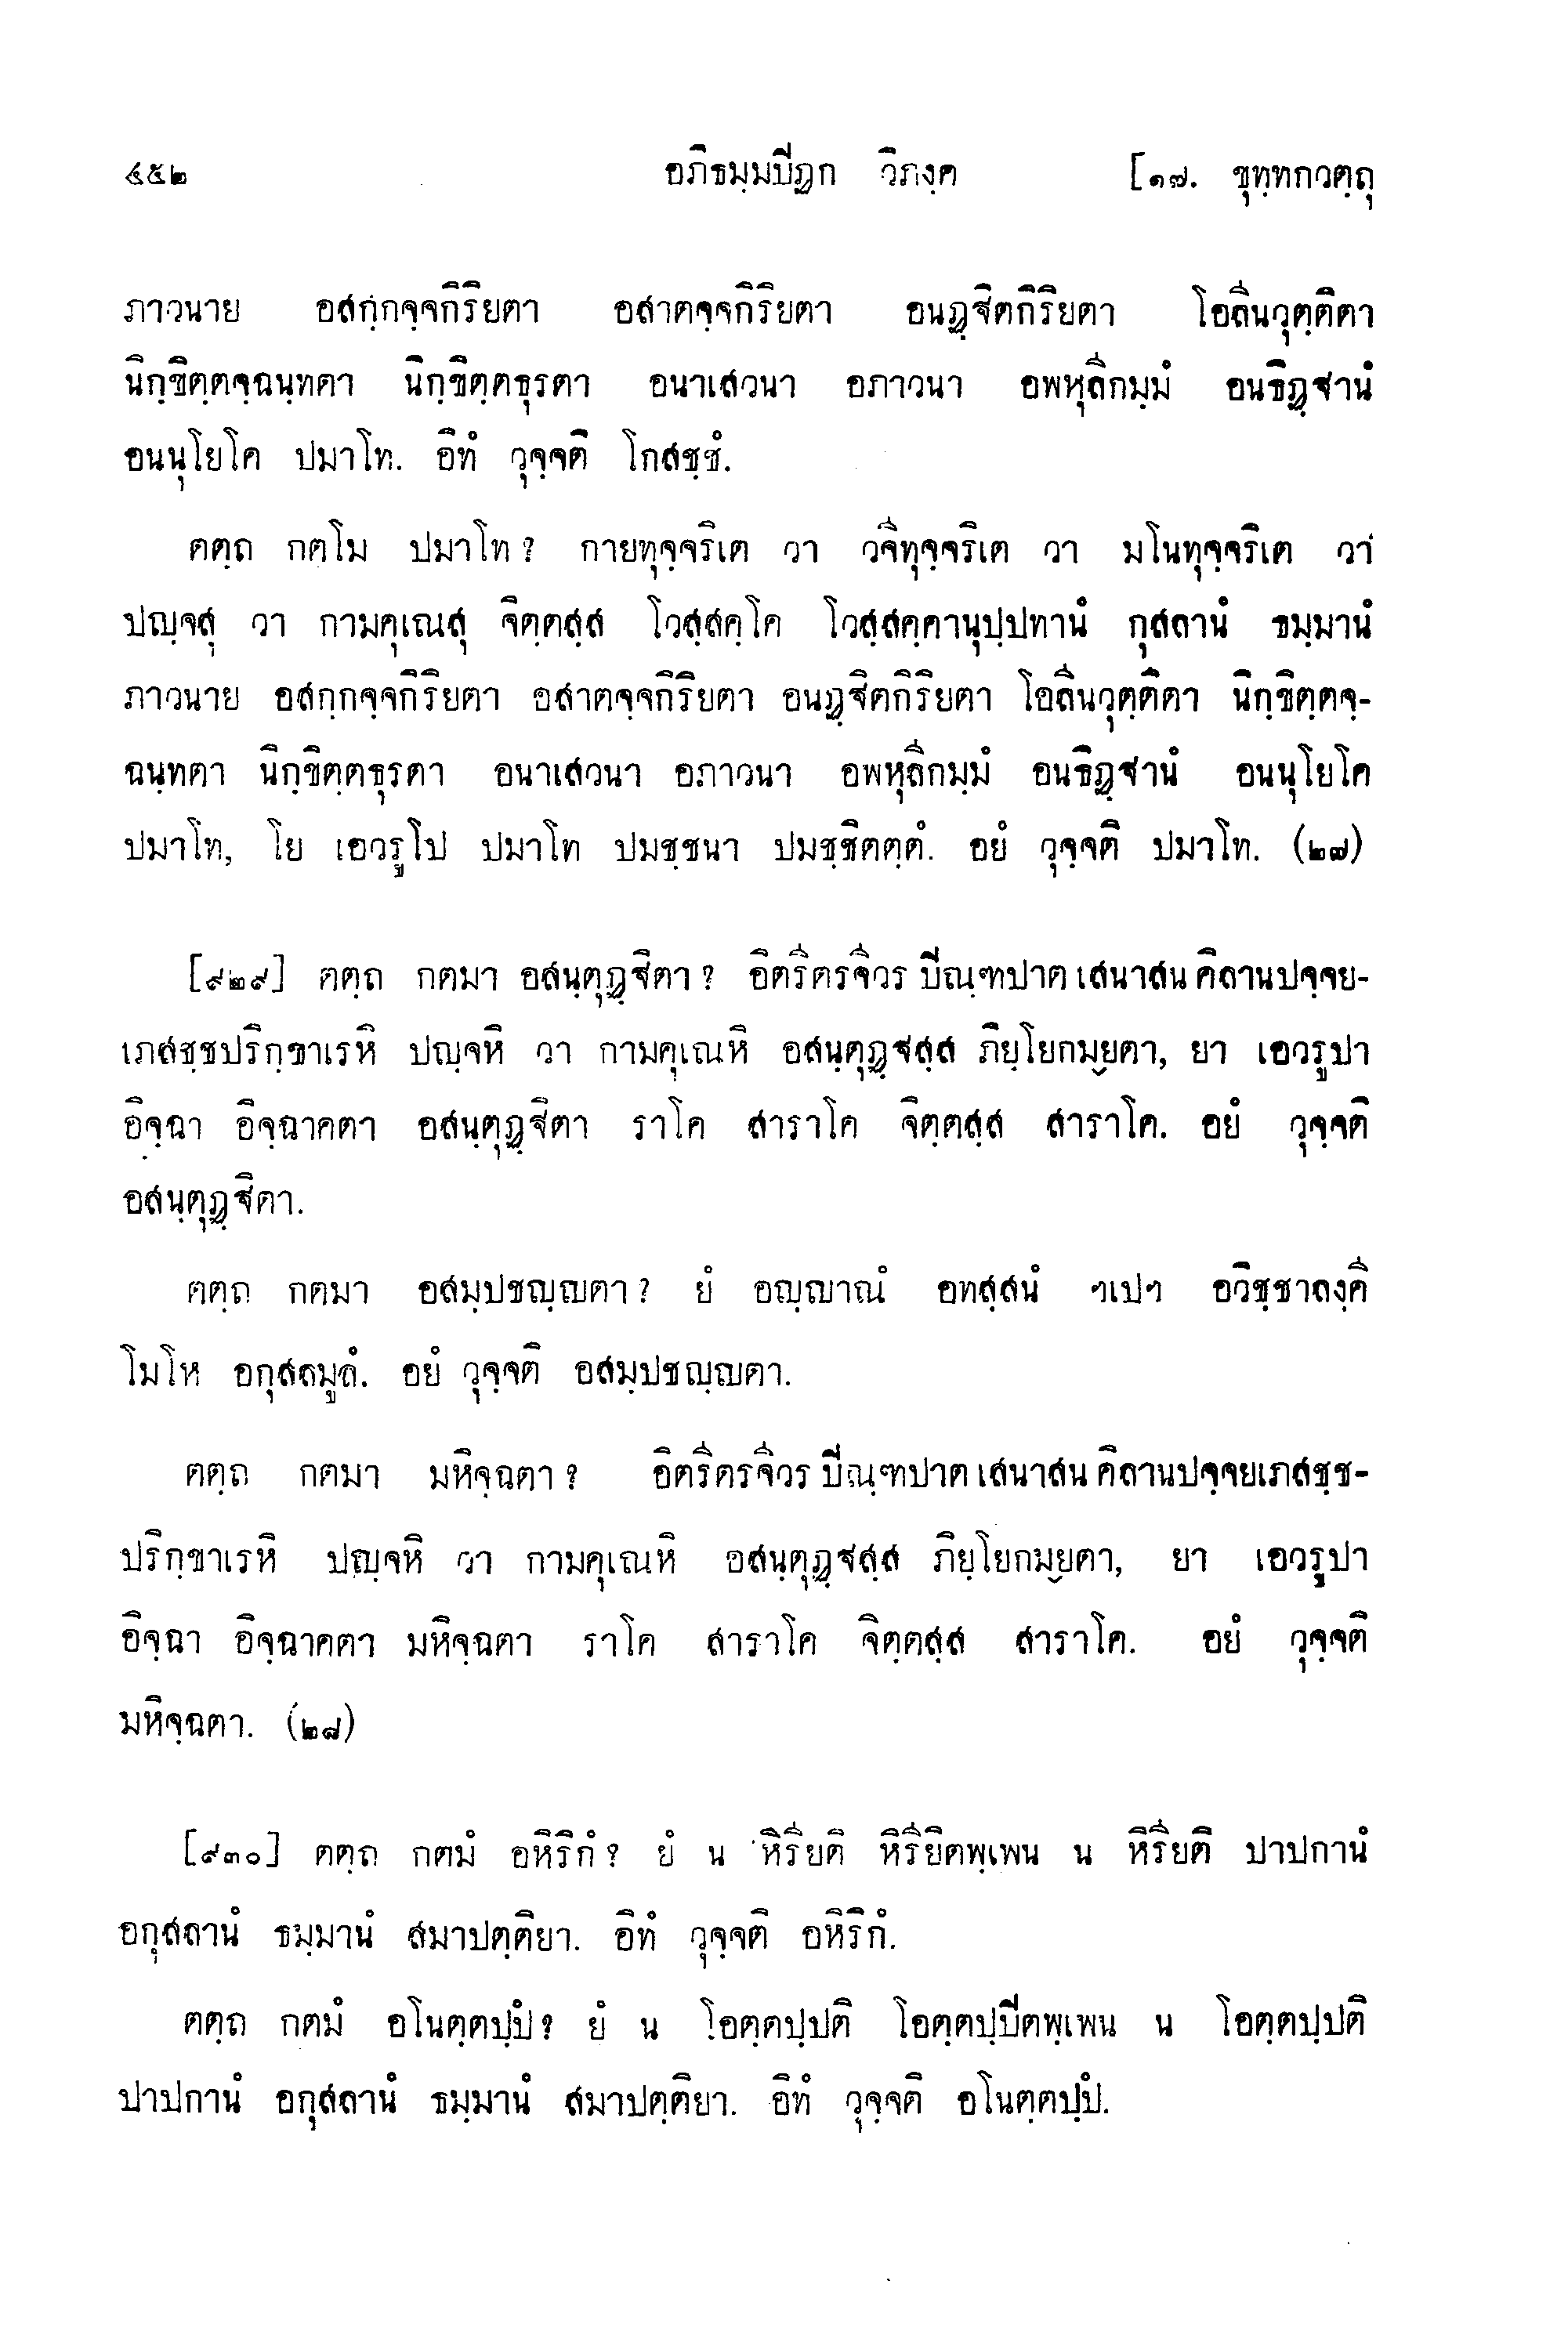 ๔๕๒ อภิธมฺมปิฏก วิภงฺค [๑๗. ขุทฺทกวตฺถุ
ภาวนาย อสกฺกจฺจกิริยตา อสาตจฺจกิริยตา อนฏฺฐิตกิริยตา โอลีนวุตฺติตา
นิกฺขิตฺตจฺฉนฺทตา นิกฺขิตฺตธุรตา อนาเสวนา อภาวนา อพหุลีกมฺมํ อนธิฏฺฐานํ
อนนุโยโค ปมาโท. อิทํ วุจฺจติ โกสชฺชํ.
ตตฺถ กตโม ปมาโท? กายทุจฺจริเต วา วจีทุจฺจริเต วา มโนทุจฺจริเต วา
ปญฺจสุ วา กามคุเณสุ จิตฺตสฺส โวสฺสคฺโค โวสฺสคฺคานุปฺปทานํ กุสลานํ ธมฺมานํ
ภาวนาย อสกฺกจฺจกิริยตา อสาตจฺจกิริยตา อนฏฺฐิตกิริยตา โอลีนวุตฺติตา นิกฺขิตฺตจฺ-
ฉนฺทตา นิกฺขิตฺตธุรตา อนาเสวนา อภาวนา อพหุลีกมฺมํ อนธิฏฺฐานํ อนนุโยโค
ปมาโท, โย เอวรูโป ปมาโท ปมชฺชนา ปมชฺชิตตฺตํ. อยํ วุจฺจติ ปมาโท. (๒๗)
[๙๒๙] ตตฺถ กตมา อสนฺตุฏฺฐิตา? อิตรีตรจีวร ปิณฺฑปาต เสนาสน คิลานปจฺจย-
เภสชฺชปริกฺขาเรหิ ปญฺจหิ วา กามคุเณหิ อสนฺตุฏฺฐสฺส ภิยฺโยกมฺยตา, ยา เอวรูปา
อิจฺฉา อิจฺฉาคตา อสนฺตุฏฺฐิตา ราโค สาราโค จิตฺตสฺส สาราโค. อยํ วุจฺจติ
อสนฺตุฏฺฐิตา.
ตตฺถ กตมา อสมฺปชญฺญตา? ยํ อญฺญาณํ อทสฺสนํ ฯเปฯ อวิชฺชาลงฺคี
โมโห อกุสลมูลํ. อยํ วุจฺจติ อสมฺปชญฺญตา.
ตตฺถ กตมา มหิจฺฉตา? อิตรีตรจีวร ปิณฺฑปาต เสนาสน คิลานปจฺจยเภสชฺช-
ปริกฺขาเรหิ ปญฺจหิ วา กามคุเณหิ อสนฺตุฏฺฐสฺส ภิยฺโยกมฺยตา, ยา เอวรูปา
อิจฺฉา อิจฺฉาคตา มหิจฺฉตา ราโค สาราโค จิตฺตสฺส สาราโค. อยํ วุจฺจติ
มหิจฺฉตา. (๒๘)
[๙๓๐] ตตฺถ กตมํ อหิริกํ? ยํ น หิรียติ หิรียิตพฺเพน น หิรียติ ปาปกานํ
อกุสลานํ ธมฺมานํ สมาปตฺติยา. อิทํ วุจฺจติ อหิริกํ.
ตตฺถ กตมํ อโนตฺตปฺปํ? ยํ น โอตฺตปฺปติ โอตฺตปฺปิตพฺเพน น โอตฺตปฺปติ
ปาปกานํ อกุสลานํ ธมฺมานํ สมาปตฺติยา. อิทํ วุจฺจติ อโนตฺตปฺปํ.